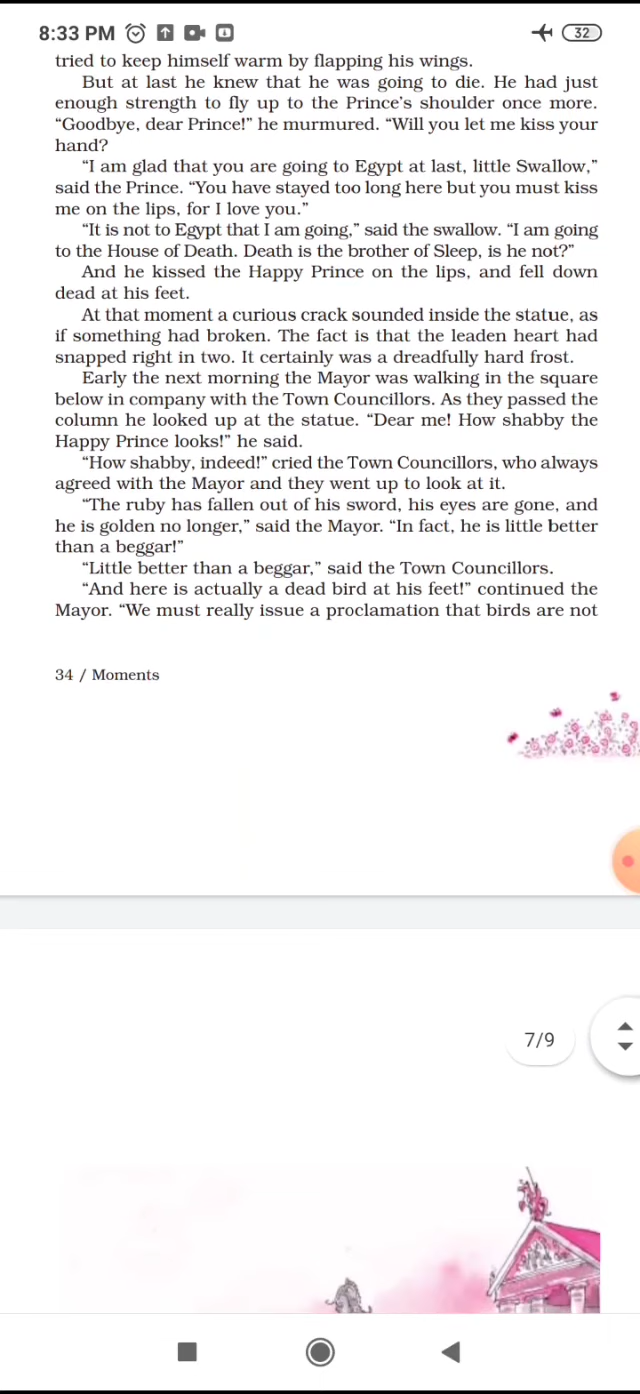 8:33 PM
32
tried to keep himself warm by flapping his wings.
But at last he knew that he was going to die. He had just
enough strength to fly up to the Prince's shoulder once more.
“Goodbye, dear Prince!” he murmured. “Will you let me kiss your
hand?
“I am glad that you are going to Egypt at last, little Swallow,”
said the Prince. “You have stayed too long here but you must kiss
me on the lips, for I love you.”
“It is not to Egypt that I am going,” said the swallow. “I am going
to the House of Death. Death is the brother of Sleep, is he not?”
And he kissed the Happy Prince on the lips, and fell down
dead at his feet.
At that moment a curious crack sounded inside the statue, as
if something had broken. The fact is that the leaden heart had
snapped right in two. It certainly was a dreadfully hard frost.
Early the next morning the Mayor was walking in the square
below in company with the Town Councillors. As they passed the
column he looked up at the statue. “Dear me! How shabby the
Happy Prince looks!” he said.
“How shabby, indeed!” cried the Town Councillors, who always
agreed with the Mayor and they went up to look at it.
“The ruby has fallen out of his sword, his eyes are gone, and
he is golden no longer,” said the Mayor. “In fact, he is little better
than a beggar!”
“Little better than a beggar,” said the Town Councillors.
“And here is actually a dead bird at his feet!” continued the
Mayor. “We must really issue a proclamation that birds are not
34 / Moments
7/9